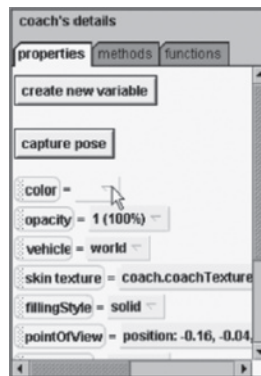 coach's details
properties methods functions
create new variable
capture pose
color =
opacity = 1 (100%)
vehicle = world
skin texture = coach.coachTexture
fillingStyle = solid
pointOfView = position: -0.16, -0.04,